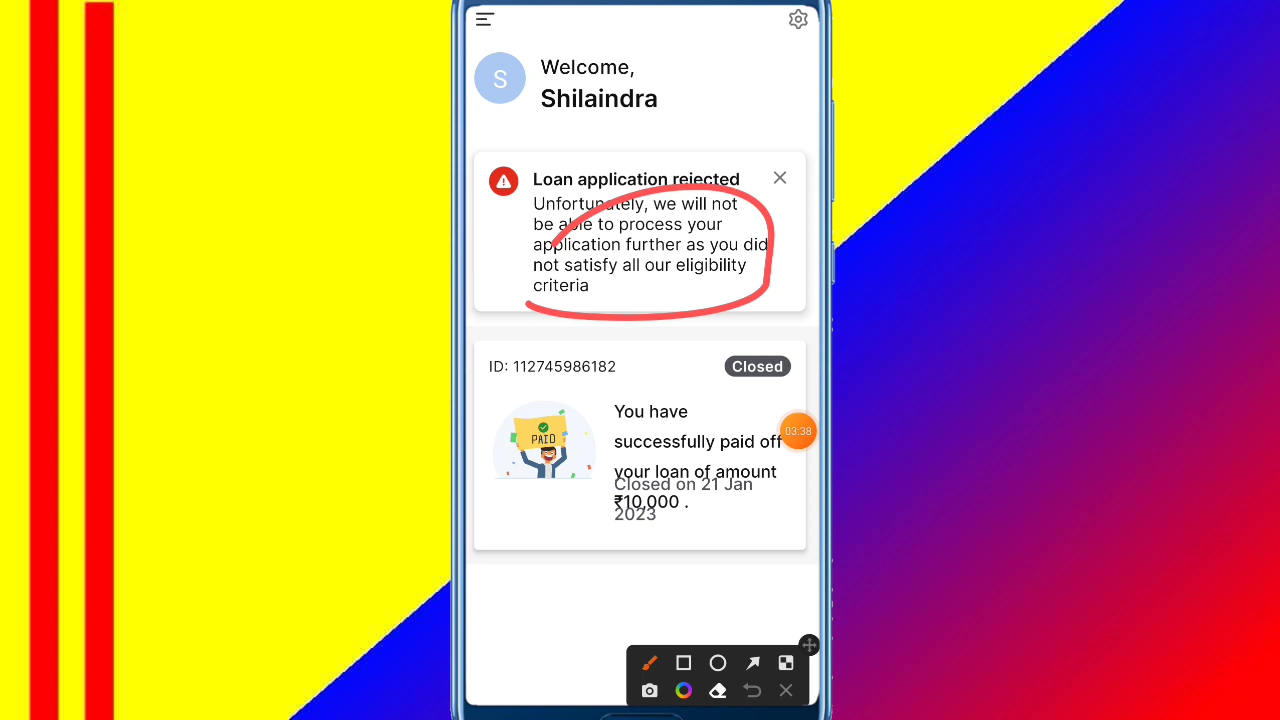 Welcome,
S
Shilaindra
Loan application rejected
Unfortunately, we will not
be able to process your
application further as you did
not satisfy all our eligibility
criteria
ID: 112745986182
Closed
You have
successfully paid off
your loan of amount
₹10,000 .
Closed on 21 Jan
2023
PAID
03:38